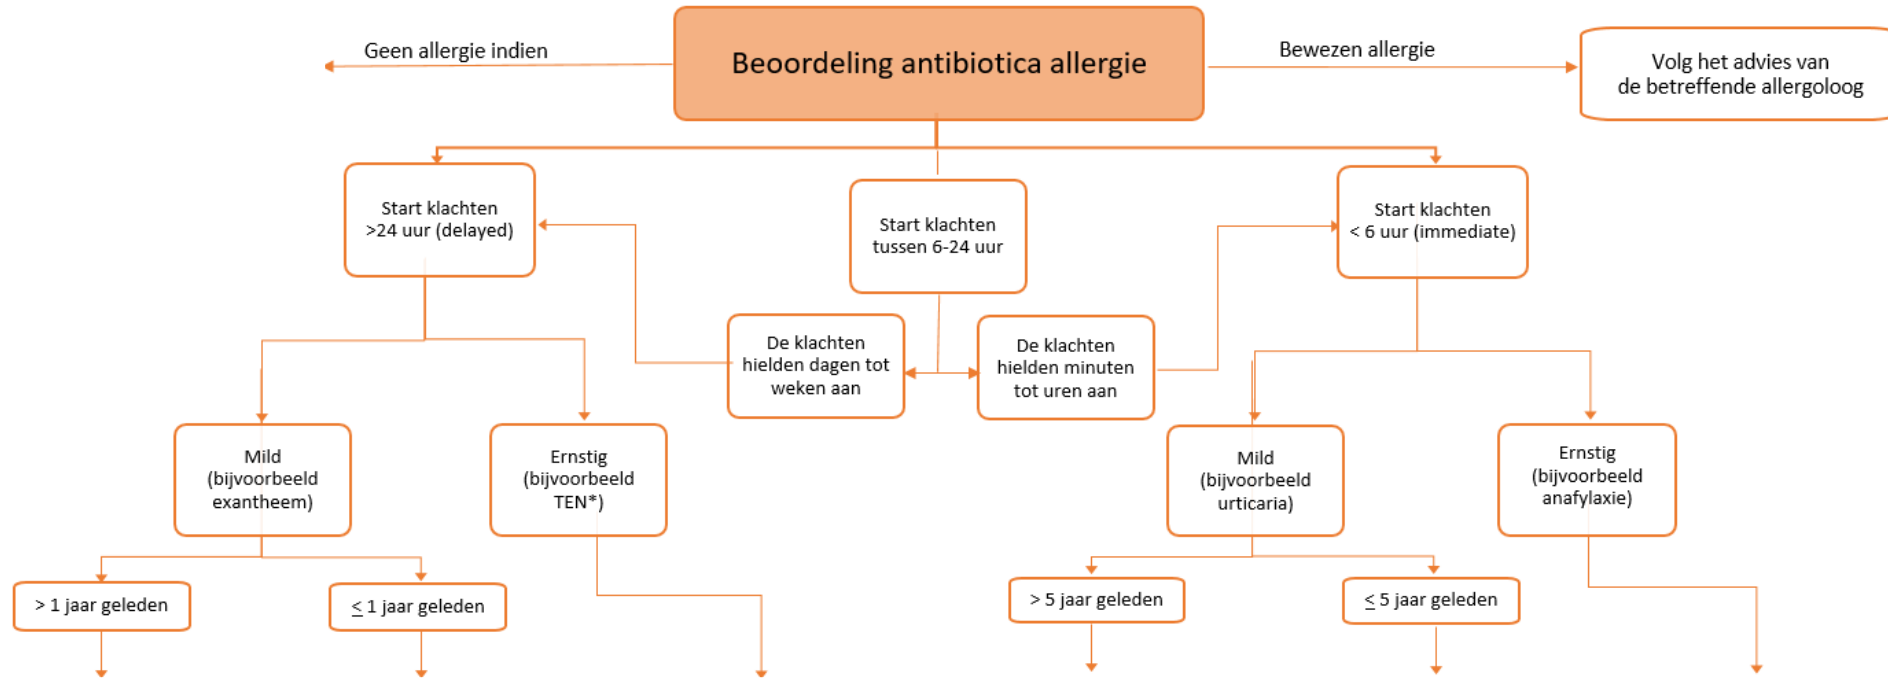 Geen allergie indien
Beoordeling antibiotica allergie
Bewezen allergie
Volg het advies van
de betreffende allergoloog
Start klachten
>24 uur (delayed)
Start klachten
tussen 6-24 uur
Start klachten
< 6 uur (immediate)
De klachten
hielden dagen tot
weken aan
De klachten
hielden minuten
tot uren aan
Mild
(bijvoorbeeld
exantheem)
Ernstig
(bijvoorbeeld
TEN*)
Mild
(bijvoorbeeld
urticaria)
Ernstig
(bijvoorbeeld
anafylaxie)
> 1 jaar geleden
≤ 1 jaar geleden
> 5 jaar geleden
≤ 5 jaar geleden